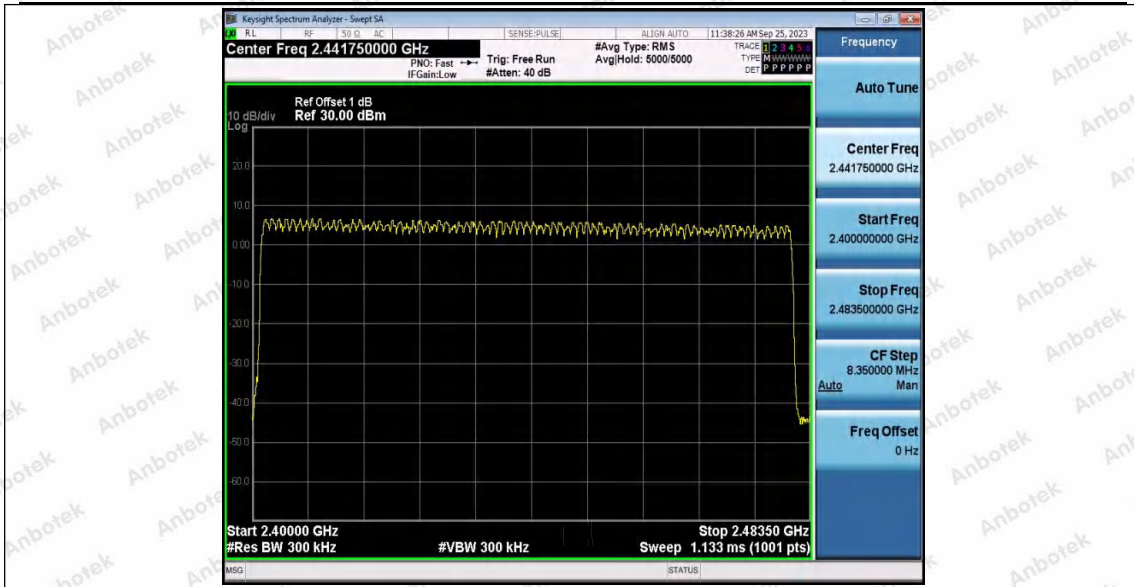 Keysight Spectrum Analyzer - Swept SA
RL RF 50 Ω AC SENSE:PULSE ALIGN AUTO 11:38:26 AM Sep 25, 2023
Center Freq 2.441750000 GHz
PNO: Fast
IFGain:Low
Trig: Free Run
#Atten: 40 dB
#Avg Type: RMS
Avg|Hold: 5000/5000
TRACE 1 2 3 4 5 6
TYPE M W W W W W
DET P P P P P P
Ref Offset 1 dB
10 dB/div Ref 30.00 dBm
Log
20.0
10.0
0.00
-10.0
-20.0
-30.0
-40.0
-50.0
-60.0
Start 2.40000 GHz Stop 2.48350 GHz
#Res BW 300 kHz #VBW 300 kHz Sweep 1.133 ms (1001 pts)
MSG STATUS
Frequency
Auto Tune
Center Freq
2.441750000 GHz
Start Freq
2.400000000 GHz
Stop Freq
2.483500000 GHz
CF Step
8.350000 MHz
Auto Man
Freq Offset
0 Hz
Anbotek